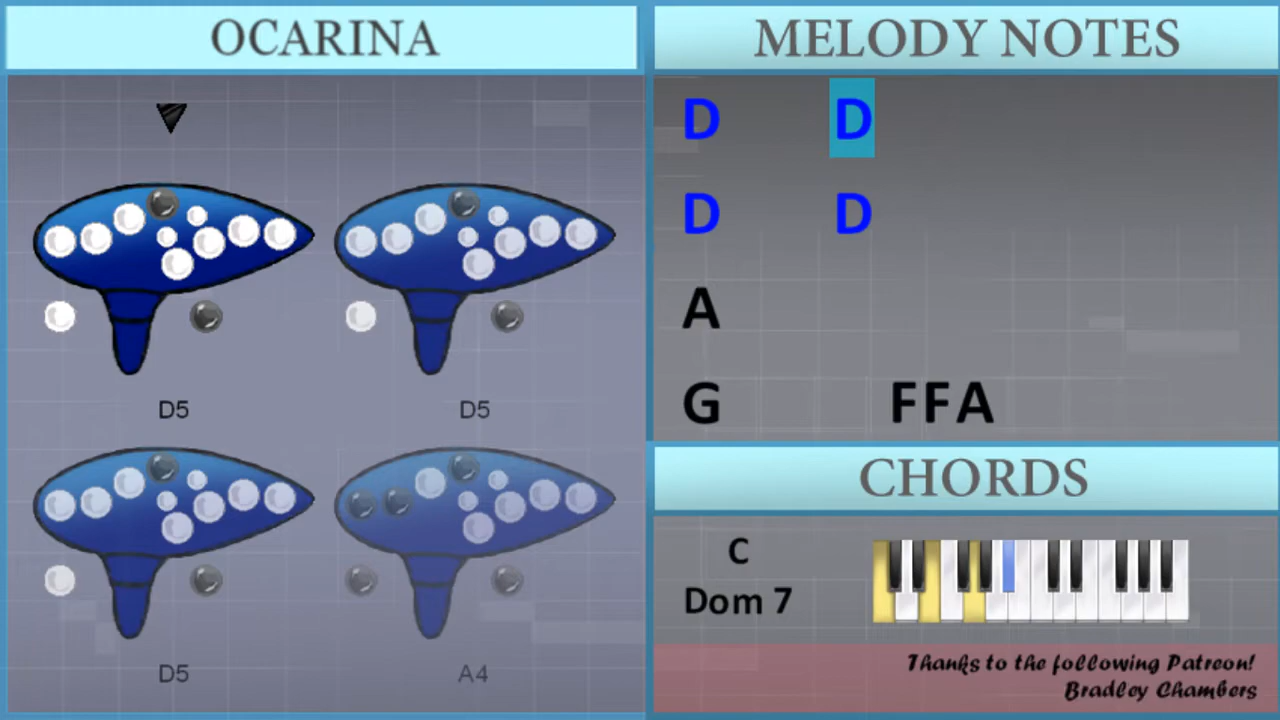 OCARINA
D5 D5
D5 A4
MELODY NOTES
D D
D D
A
G FFA
CHORDS
C
Dom 7
Thanks to the following Patreon!
Bradley Chambers